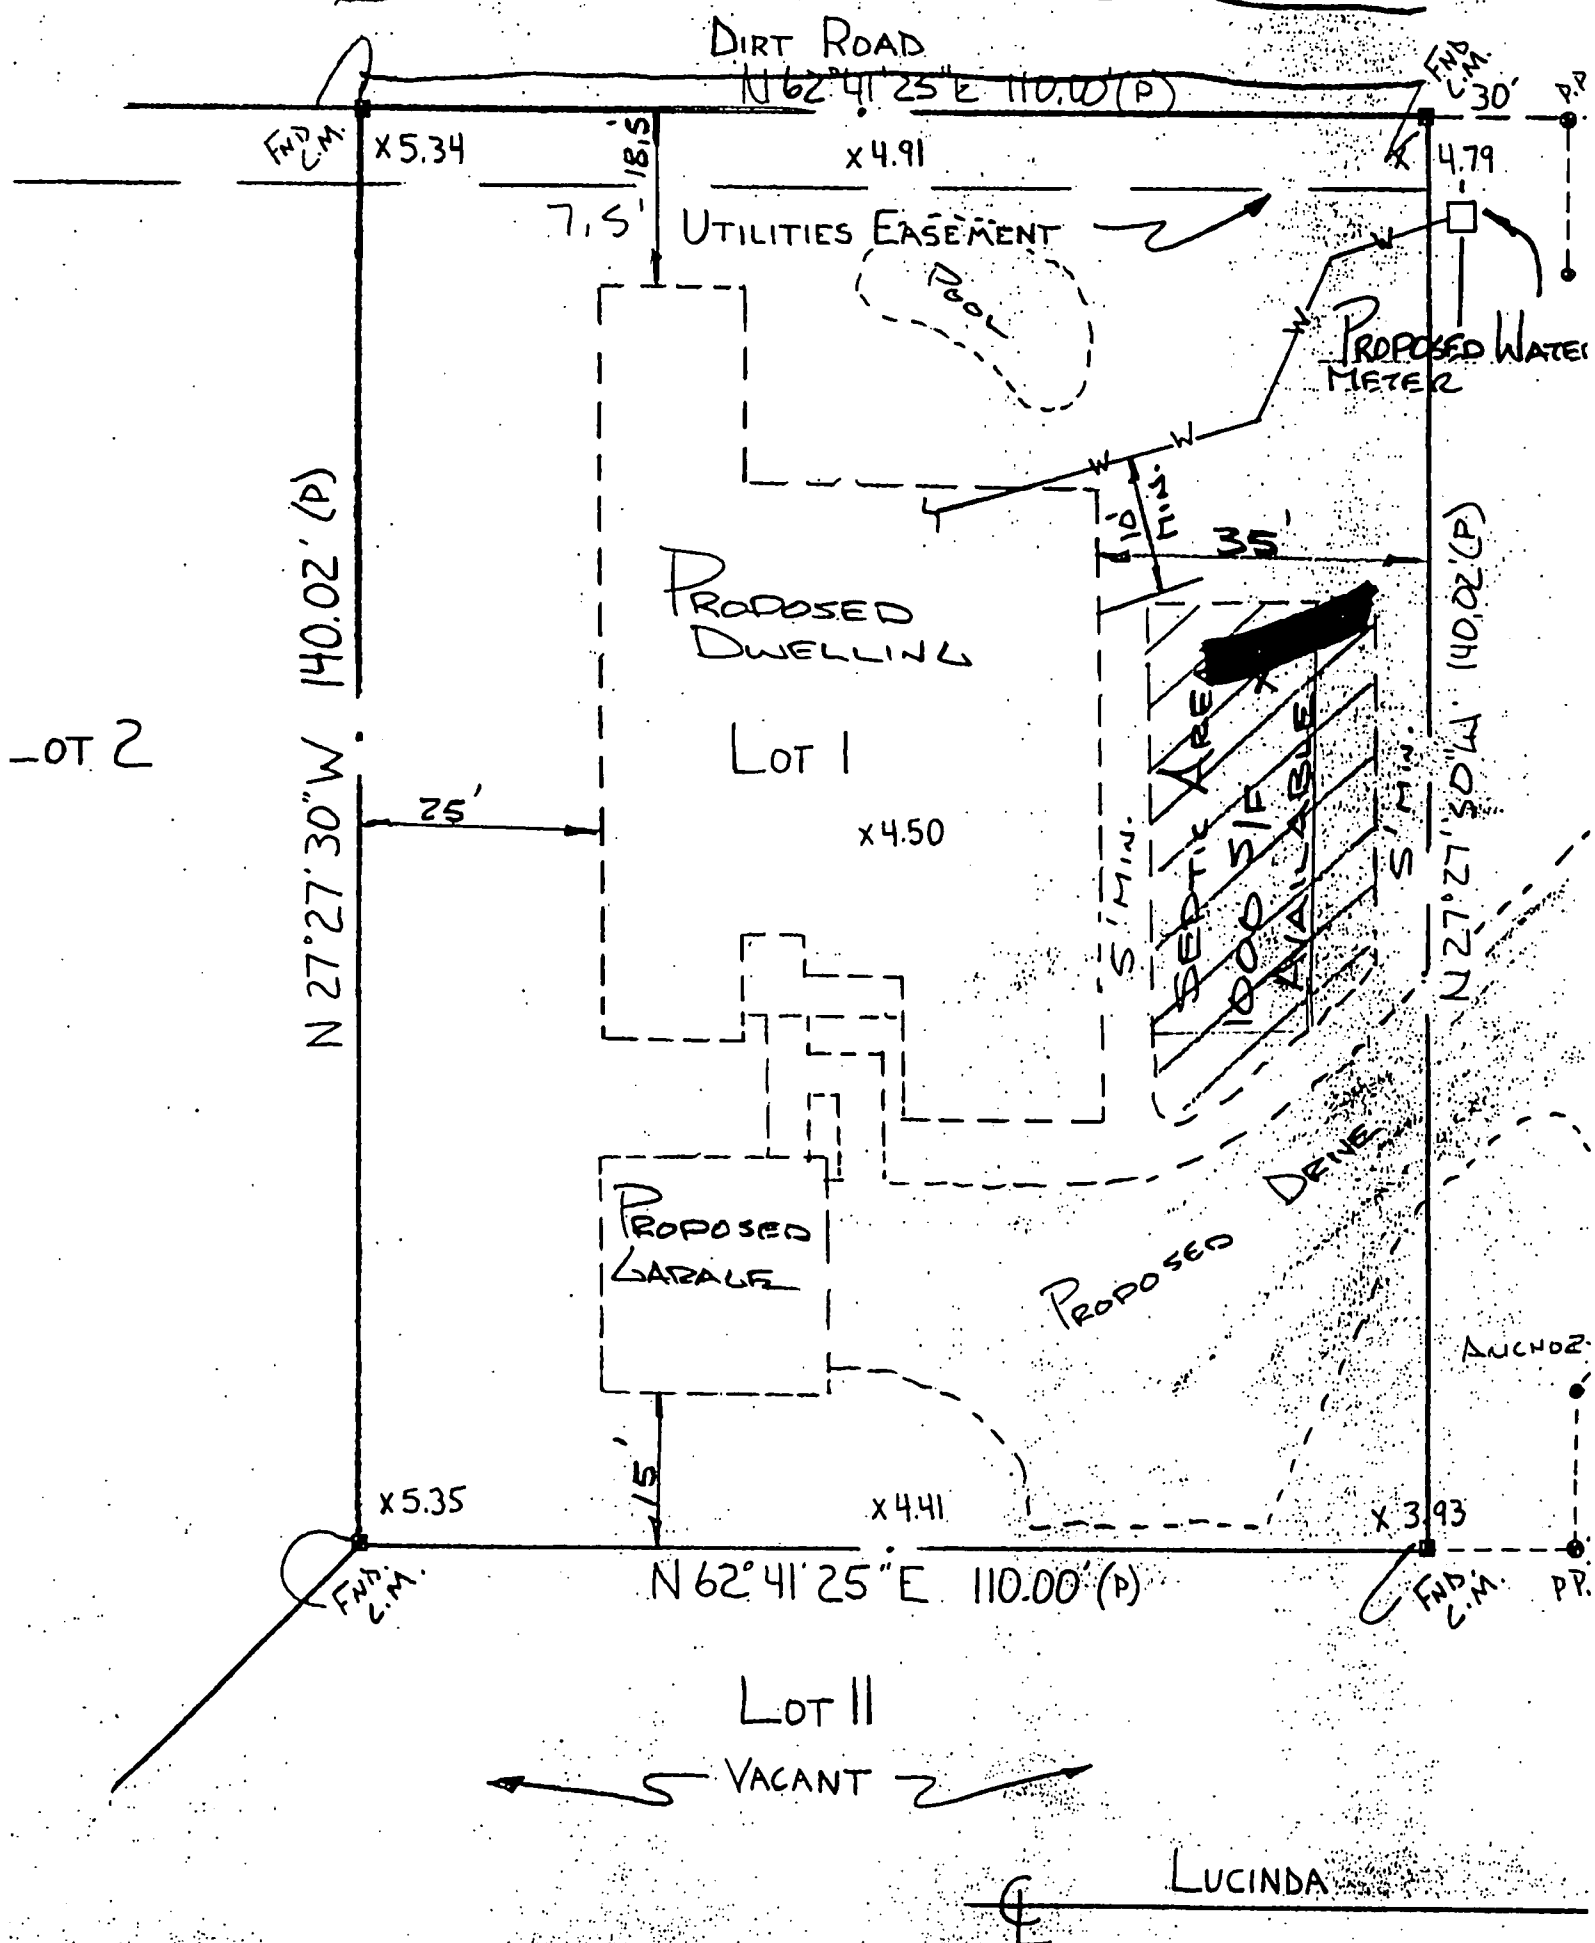 DIRT ROAD
N 62°41'25"E 110.00'(P)
FND. L.M.
30'
P.P.
FND. L.M.
X 5.34
18.5'
X 4.91
X 4.79
7.5'
UTILITIES EASEMENT
POOL
W
W
PROPOSED WATER
METER
W
W
10' MIN.
35'
140.02' (P)
N 27°27'30"W
140.02'(P)
N 27°27'30"W
PROPOSED
DWELLING
LOT 2
LOT 1
25'
X 4.50
5' MIN.
SEPTIC AREA
1000 S/F
AVAILABLE
5' MIN.
PROPOSED
GARAGE
PROPOSED DRIVE
ANCHOR
15'
X 5.35
X 4.41
X 3.93
FND. L.M.
N 62°41'25"E 110.00'(P)
FND. L.M.
P.P.
LOT 11
VACANT
LUCINDA